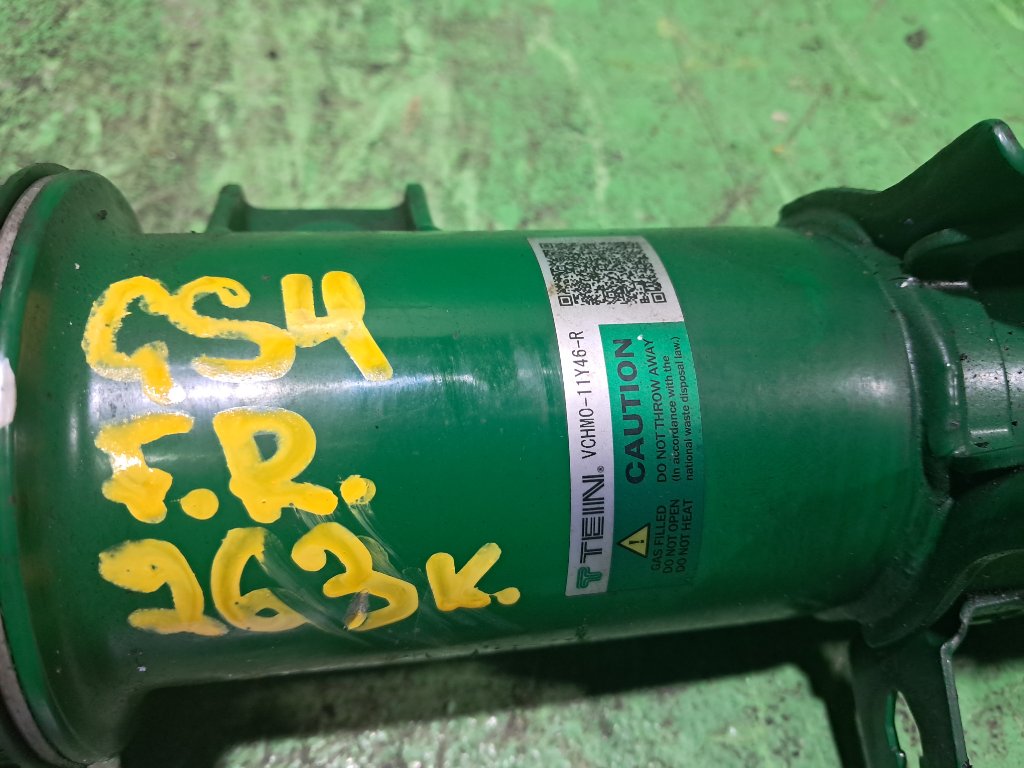 GS4
F.R.
263K.
TEIN® VCHM0-11Y46-R
CAUTION
GAS FILLED
DO NOT OPEN
DO NOT HEAT
DO NOT THROW AWAY
(In accordance with the
national waste disposal law.)